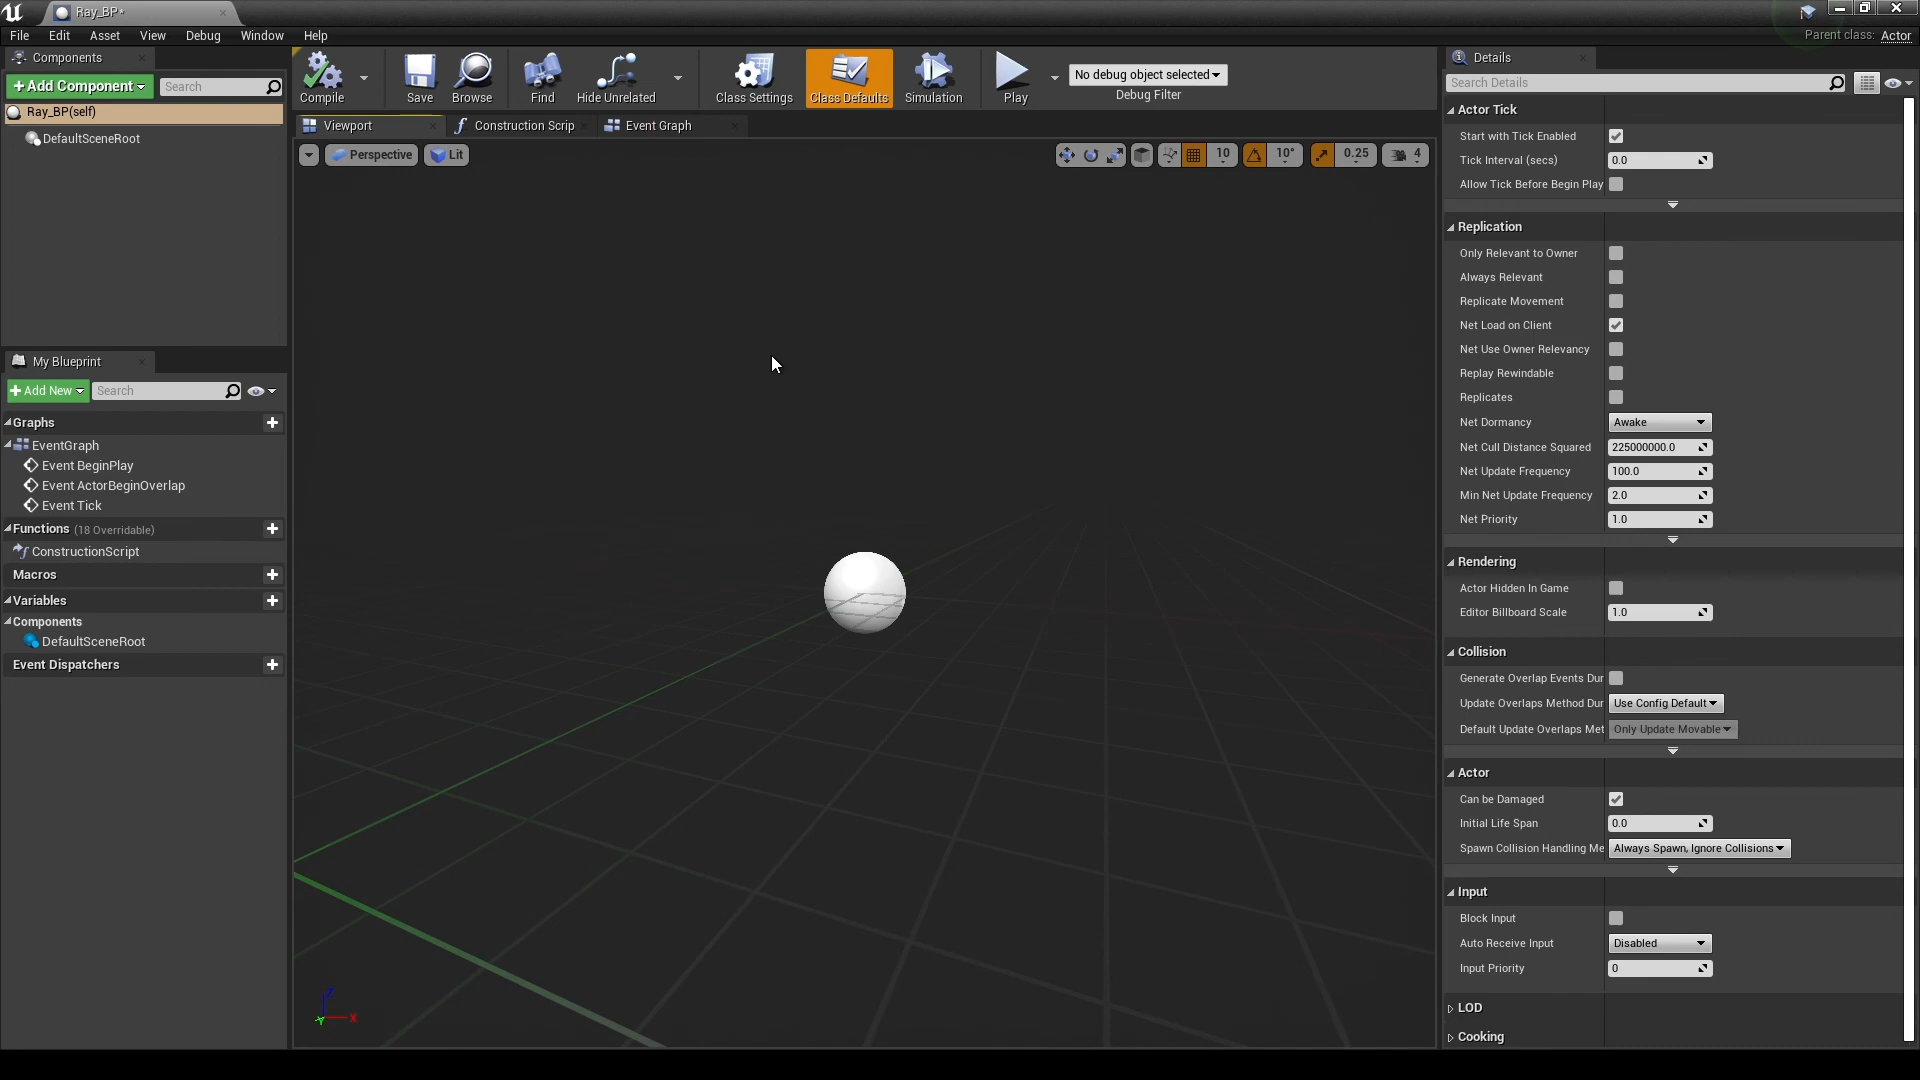 Ray_BP*
File Edit Asset View Debug Window Help
Parent class: Actor
Components
+Add Component
Search
Ray_BP(self)
DefaultSceneRoot
Compile
Save
Browse
Find
Hide Unrelated
Class Settings
Class Defaults
Simulation
Play
No debug object selected
Debug Filter
Viewport
Construction Scrip
Event Graph
Perspective
Lit
10
10°
0.25
4
X
My Blueprint
+Add New
Search
Graphs
EventGraph
Event BeginPlay
Event ActorBeginOverlap
Event Tick
Functions (18 Overridable)
ConstructionScript
Macros
Variables
Components
DefaultSceneRoot
Event Dispatchers
Details
Search Details
Actor Tick
Start with Tick Enabled
Tick Interval (secs) 0.0
Allow Tick Before Begin Play
Replication
Only Relevant to Owner
Always Relevant
Replicate Movement
Net Load on Client
Net Use Owner Relevancy
Replay Rewindable
Replicates
Net Dormancy Awake
Net Cull Distance Squared 225000000.0
Net Update Frequency 100.0
Min Net Update Frequency 2.0
Net Priority 1.0
Rendering
Actor Hidden In Game
Editor Billboard Scale 1.0
Collision
Generate Overlap Events Dur
Update Overlaps Method Dur Use Config Default
Default Update Overlaps Met Only Update Movable
Actor
Can be Damaged
Initial Life Span 0.0
Spawn Collision Handling Me Always Spawn, Ignore Collisions
Input
Block Input
Auto Receive Input Disabled
Input Priority 0
LOD
Cooking